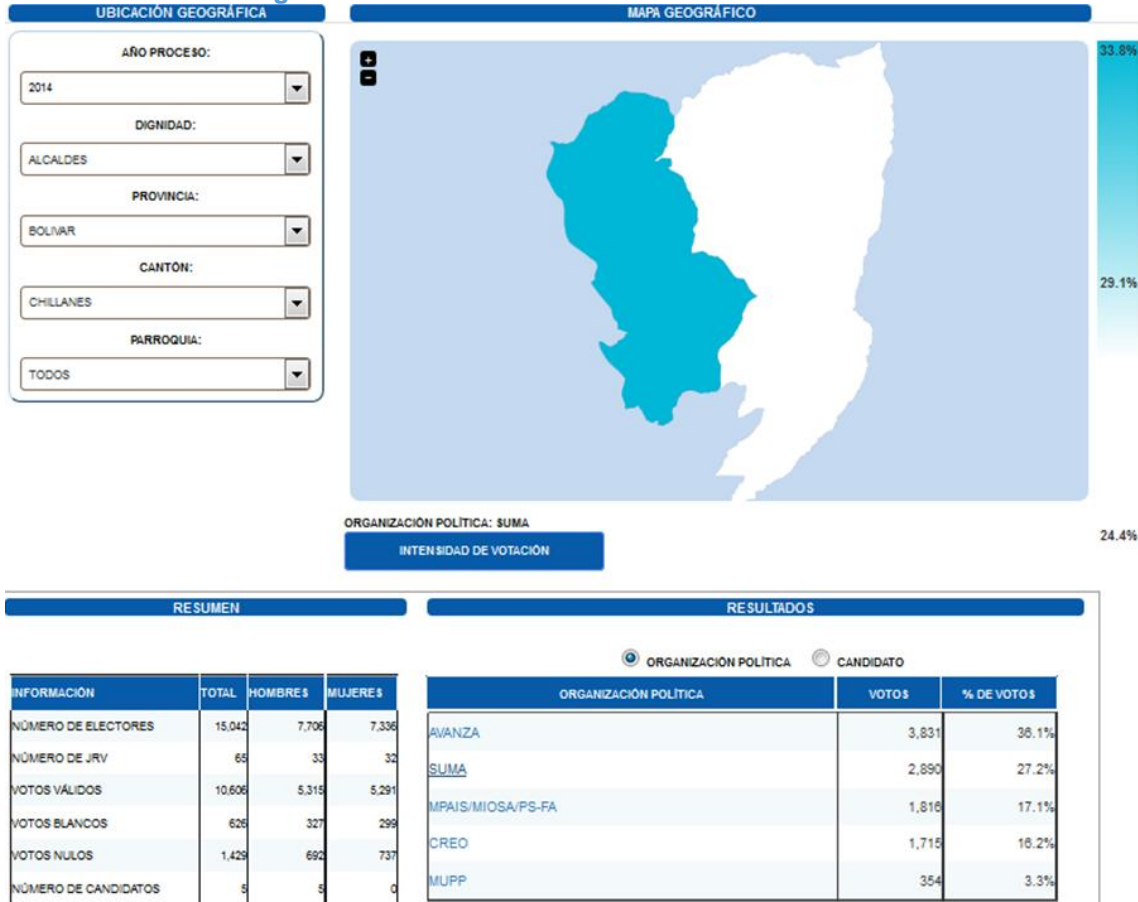 UBICACIÓN GEOGRÁFICA
AÑO PROCESO:
2014
DIGNIDAD:
ALCALDES
PROVINCIA:
BOLIVAR
CANTÓN:
CHILLANES
PARROQUIA:
TODOS
MAPA GEOGRÁFICO
+
-
33.8%
29.1%
24.4%
ORGANIZACIÓN POLÍTICA: SUMA
INTENSIDAD DE VOTACIÓN
RESUMEN
INFORMACIÓN TOTAL HOMBRES MUJERES
NÚMERO DE ELECTORES 15,042 7,706 7,336
NÚMERO DE JRV 65 33 32
VOTOS VÁLIDOS 10,606 5,315 5,291
VOTOS BLANCOS 626 327 299
VOTOS NULOS 1,429 692 737
NÚMERO DE CANDIDATOS 5 5 0
RESULTADOS
ORGANIZACIÓN POLÍTICA CANDIDATO
ORGANIZACIÓN POLÍTICA VOTOS % DE VOTOS
AVANZA 3,831 36.1%
SUMA 2,890 27.2%
MPAIS/MIOSA/PS-FA 1,816 17.1%
CREO 1,715 16.2%
MUPP 354 3.3%